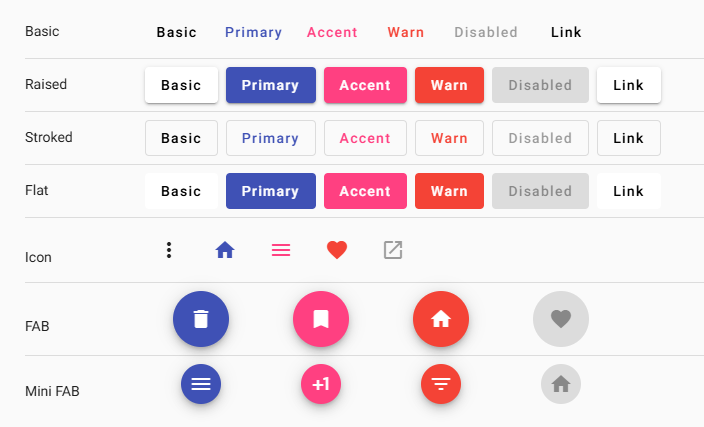 Basic Basic Primary Accent Warn Disabled Link
Raised Basic Primary Accent Warn Disabled Link
Stroked Basic Primary Accent Warn Disabled Link
Flat Basic Primary Accent Warn Disabled Link
Icon
FAB
Mini FAB +1